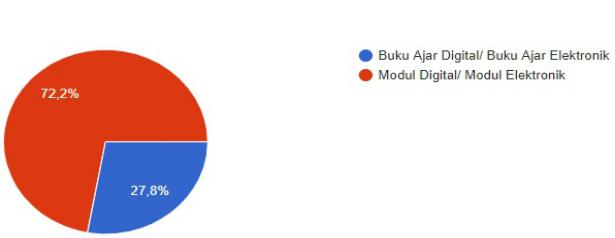 Buku Ajar Digital/ Buku Ajar Elektronik
Modul Digital/ Modul Elektronik
72,2%
27,8%